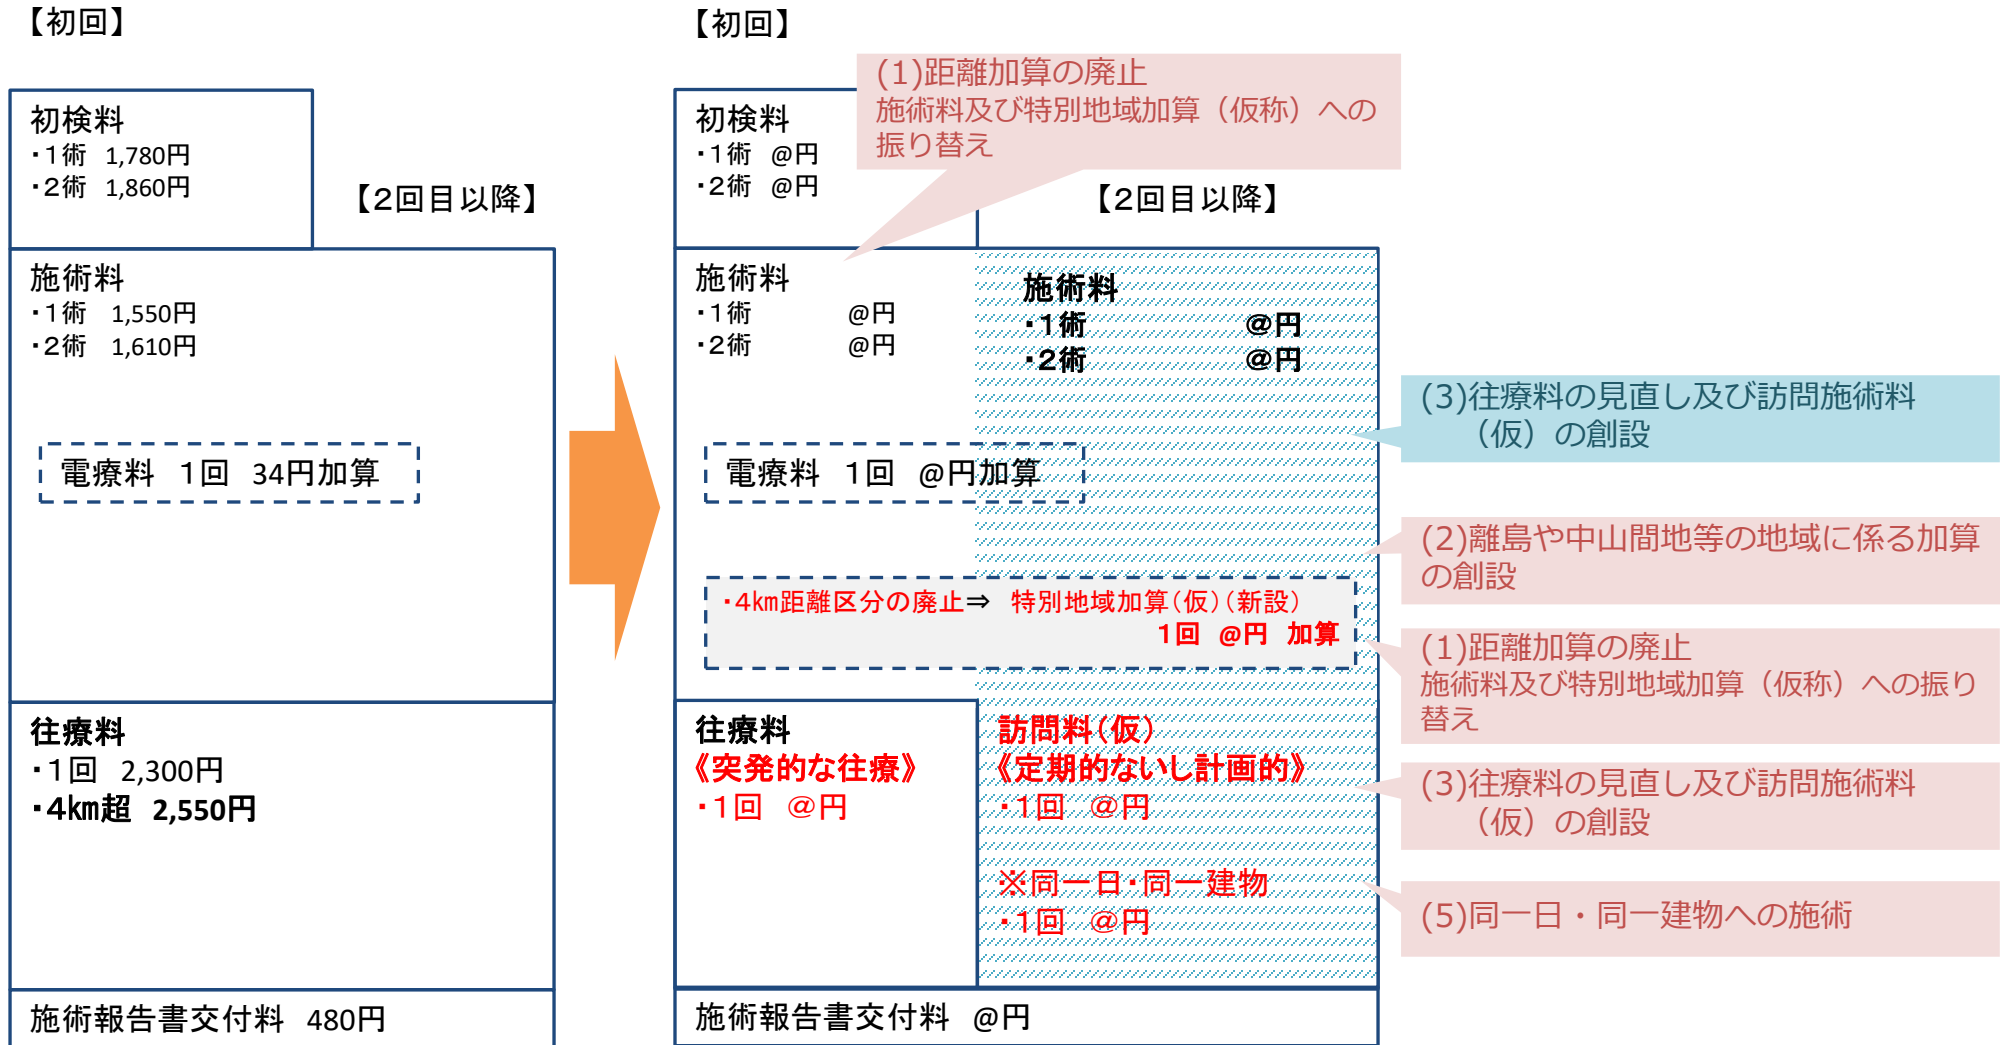 【初回】
初検料
・1術 1,780円
・2術 1,860円
【2回目以降】
施術料
・1術 1,550円
・2術 1,610円
電療料 1回 34円加算
往療料
・1回 2,300円
・4㎞超 2,550円
施術報告書交付料 480円
【初回】
(1)距離加算の廃止
施術料及び特別地域加算（仮称）への
振り替え
初検料
・1術 @円
・2術 @円
【2回目以降】
施術料
・1術 @円
・2術 @円
施術料
・1術 @円
・2術 @円
電療料 1回 @円加算
・4㎞距離区分の廃止⇒ 特別地域加算(仮)(新設)
1回 @円 加算
往療料
《突発的な往療》
・1回 @円
訪問料(仮)
《定期的ないし計画的》
・1回 @円
※同一日・同一建物
・1回 @円
施術報告書交付料 @円
(3)往療料の見直し及び訪問施術料
（仮）の創設
(2)離島や中山間地等の地域に係る加算
の創設
(1)距離加算の廃止
施術料及び特別地域加算（仮称）への振り
替え
(3)往療料の見直し及び訪問施術料
（仮）の創設
(5)同一日・同一建物への施術